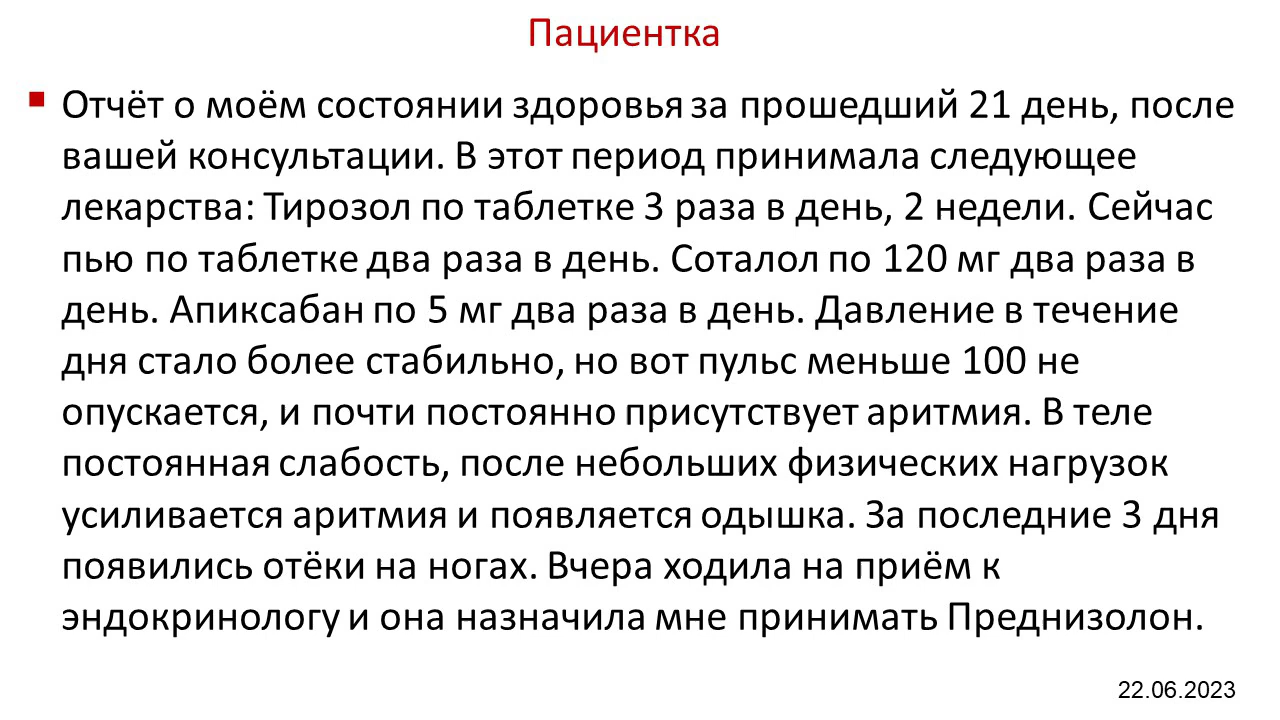 Пациентка
Отчёт о моём состоянии здоровья за прошедший 21 день, после
вашей консультации. В этот период принимала следующее
лекарства: Тирозол по таблетке 3 раза в день, 2 недели. Сейчас
пью по таблетке два раза в день. Соталол по 120 мг два раза в
день. Апиксабан по 5 мг два раза в день. Давление в течение
дня стало более стабильно, но вот пульс меньше 100 не
опускается, и почти постоянно присутствует аритмия. В теле
постоянная слабость, после небольших физических нагрузок
усиливается аритмия и появляется одышка. За последние 3 дня
появились отёки на ногах. Вчера ходила на приём к
эндокринологу и она назначила мне принимать Преднизолон.
22.06.2023